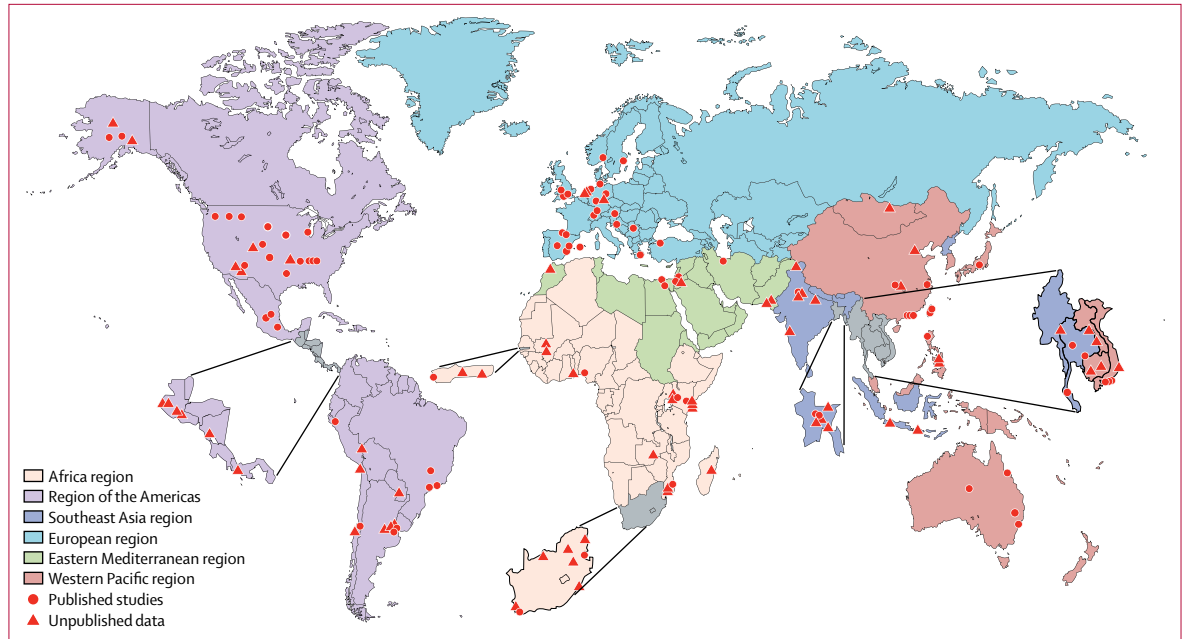 Africa region
Region of the Americas
Southeast Asia region
European region
Eastern Mediterranean region
Western Pacific region
Published studies
Unpublished data